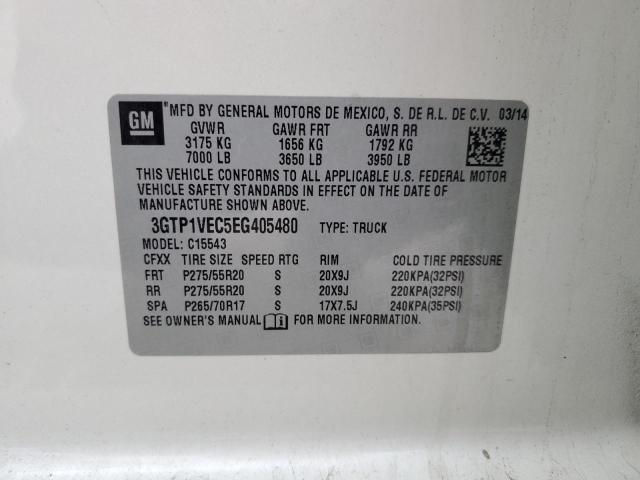 GM
®MFD BY GENERAL MOTORS DE MEXICO, S. DE R.L. DE C.V. 03/14
GVWR GAWR FRT GAWR RR
3175 KG 1656 KG 1792 KG
7000 LB 3650 LB 3950 LB
THIS VEHICLE CONFORMS TO ALL APPLICABLE U.S. FEDERAL MOTOR
VEHICLE SAFETY STANDARDS IN EFFECT ON THE DATE OF
MANUFACTURE SHOWN ABOVE.
3GTP1VEC5EG405480 TYPE: TRUCK
MODEL: C15543
CFXX TIRE SIZE SPEED RTG RIM COLD TIRE PRESSURE
FRT P275/55R20 S 20X9J 220KPA(32PSI)
RR P275/55R20 S 20X9J 220KPA(32PSI)
SPA P265/70R17 S 17X7.5J 240KPA(35PSI)
SEE OWNER'S MANUAL FOR MORE INFORMATION.